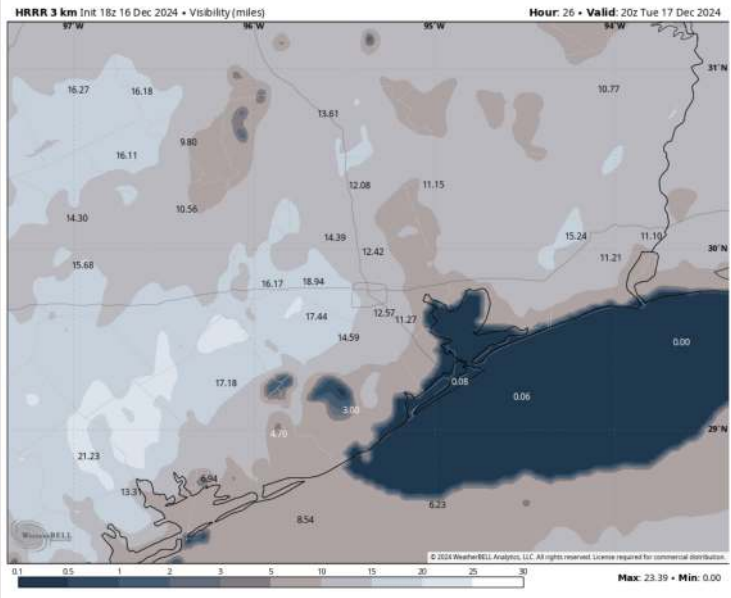 HRRR 3 km Init 18z 16 Dec 2024 • Visibility (miles)
Hour: 26 • Valid: 20z Tue 17 Dec 2024
97°W
96°W
95°W
94°W
31°N
16.27
16.18
10.77
13.61
9.80
16.11
12.08
11.15
10.56
14.30
14.39
15.24
11.10
30°N
12.42
11.21
15.68
16.17
18.94
17.44
12.57
11.27
14.59
0.00
17.18
0.08
0.06
3.00
4.70
29°N
21.23
6.94
13.31
6.23
8.54
WeatherBELL
© 2024 WeatherBELL Analytics, LLC. All rights reserved. License required for commercial distribution.
0.1 0.5 1 2 3 5 10 15 20 25 30
Max: 23.39 • Min: 0.00